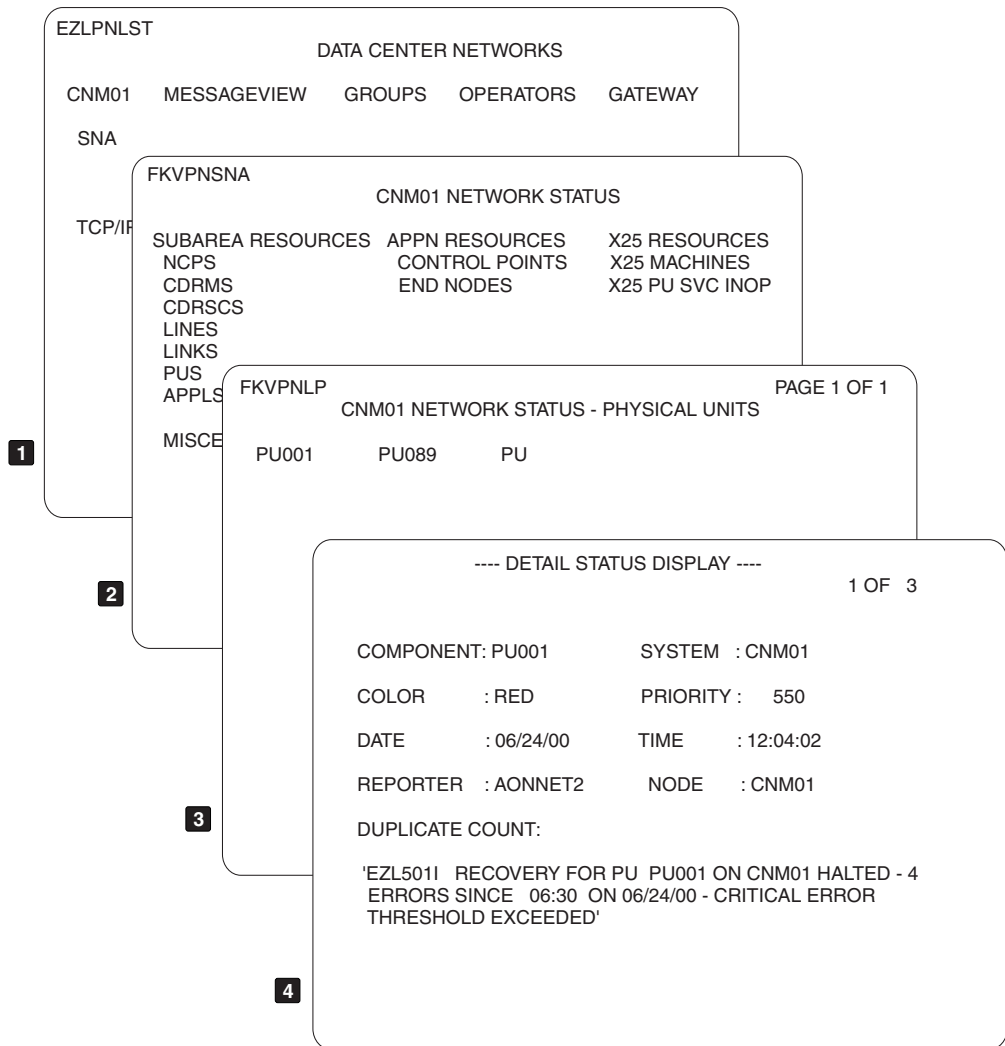 EZLPNLST
DATA CENTER NETWORKS
CNM01 MESSAGEVIEW GROUPS OPERATORS GATEWAY
SNA
TCP/IP
1
FKVPNSNA
CNM01 NETWORK STATUS
SUBAREA RESOURCES APPN RESOURCES X25 RESOURCES
NCPS CONTROL POINTS X25 MACHINES
CDRMS END NODES X25 PU SVC INOP
CDRSCS
LINES
LINKS
PUS
APPLS
MISCE
2
FKVPNLP PAGE 1 OF 1
CNM01 NETWORK STATUS - PHYSICAL UNITS
PU001 PU089 PU
3
---- DETAIL STATUS DISPLAY ----
1 OF 3
COMPONENT: PU001 SYSTEM : CNM01
COLOR : RED PRIORITY : 550
DATE : 06/24/00 TIME : 12:04:02
REPORTER : AONNET2 NODE : CNM01
DUPLICATE COUNT:
'EZL501I RECOVERY FOR PU PU001 ON CNM01 HALTED - 4
ERRORS SINCE 06:30 ON 06/24/00 - CRITICAL ERROR
THRESHOLD EXCEEDED'
4